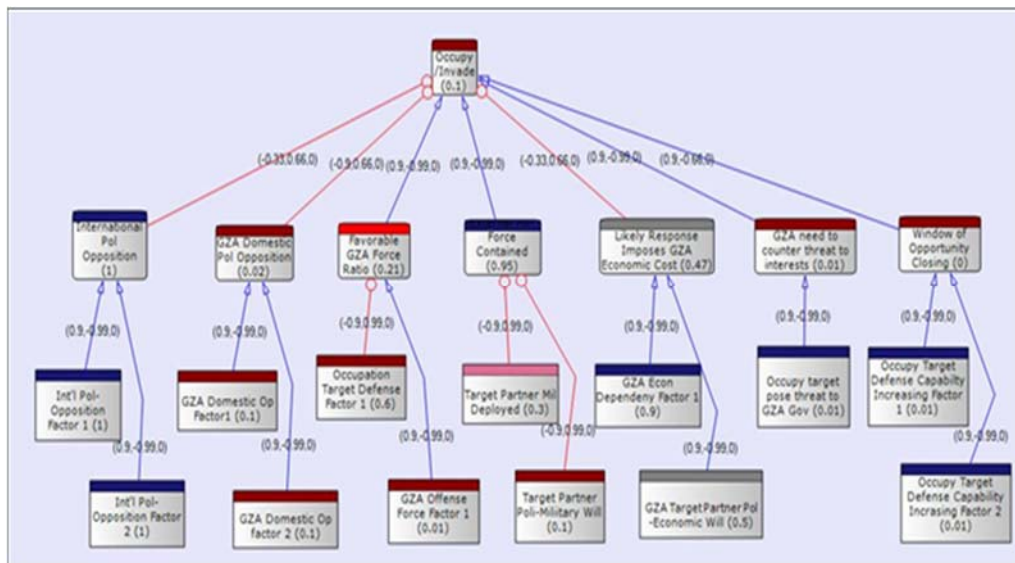 Occupy
/Invade
(0.1)
(-0.33,0.66,0)
(-0.9,0.66,0)
(0.9,-0.99,0)
(0.9,-0.99,0)
(-0.33,0.66,0)
(0.9,-0.99,0)
(0.9,-0.66,0)
International
Pol
Opposition
(1)
GZA Domestic
Pol Opposition
(0.02)
Favorable
GZA Force
Ratio (0.21)
Force
Contained
(0.95)
Likely Response
Imposes GZA
Economic Cost (0.47)
GZA need to
counter threat to
interests (0.01)
Window of
Opportunity
Closing (0)
(0.9,-0.99,0)
(0.9,-0.99,0)
(-0.9,0.99,0)
(-0.9,0.99,0)
(0.9,-0.99,0)
(0.9,-0.99,0)
(0.9,-0.99,0)
Int'l Pol-
Opposition
Factor 1 (1)
GZA Domestic Op
Factor1 (0.1)
Occupation
Target Defense
Factor 1 (0.6)
Target Partner Mil
Deployed (0.3)
GZA Econ
Dependeny Factor 1
(0.9)
Occupy target
pose threat to
GZA Gov (0.01)
Occupy Target
Defense Capabilty
Increasing Factor
1 (0.01)
(0.9,-0.99,0)
(0.9,-0.99,0)
(0.9,-0.99,0)
(-0.9,0.99,0)
(0.9,-0.99,0)
(0.9,-0.99,0)
Int'l Pol-
Opposition Factor
2 (1)
GZA Domestic Op
factor 2 (0.1)
GZA Offense
Force Factor 1
(0.01)
Target Partner
Poli-Miliitary Will
(0.1)
GZA Target Partner Pol
-Economic Will (0.5)
Occupy Target
Defense Capability
Incrasing Factor 2
(0.01)